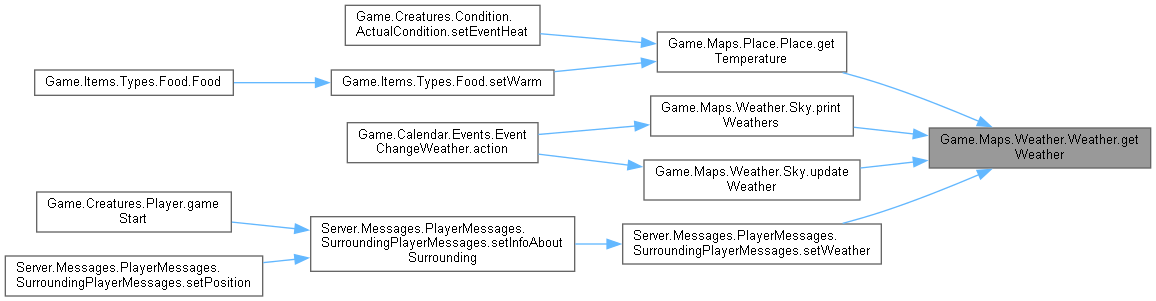 Game.Creatures.Condition.
ActualCondition.setEventHeat
Game.Maps.Place.Place.get
Temperature
Game.Items.Types.Food.Food
Game.Items.Types.Food.setWarm
Game.Maps.Weather.Sky.print
Weathers
Game.Calendar.Events.Event
ChangeWeather.action
Game.Maps.Weather.Weather.get
Weather
Game.Maps.Weather.Sky.update
Weather
Game.Creatures.Player.game
Start
Server.Messages.PlayerMessages.
SurroundingPlayerMessages.setInfoAbout
Surrounding
Server.Messages.PlayerMessages.
SurroundingPlayerMessages.setWeather
Server.Messages.PlayerMessages.
SurroundingPlayerMessages.setPosition